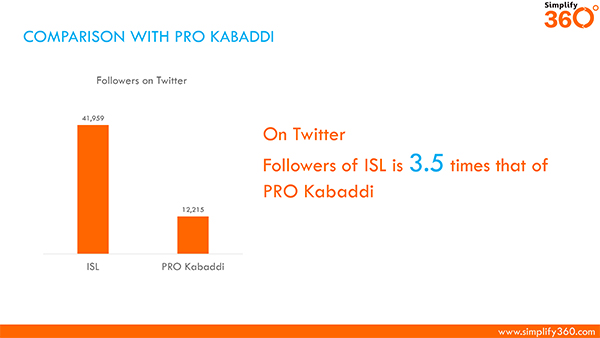 Simplify
360°
COMPARISON WITH PRO KABADDI
Followers on Twitter
41,959
12,215
ISL
PRO Kabaddi
On Twitter
Followers of ISL is 3.5 times that of
PRO Kabaddi
www.simplify360.com